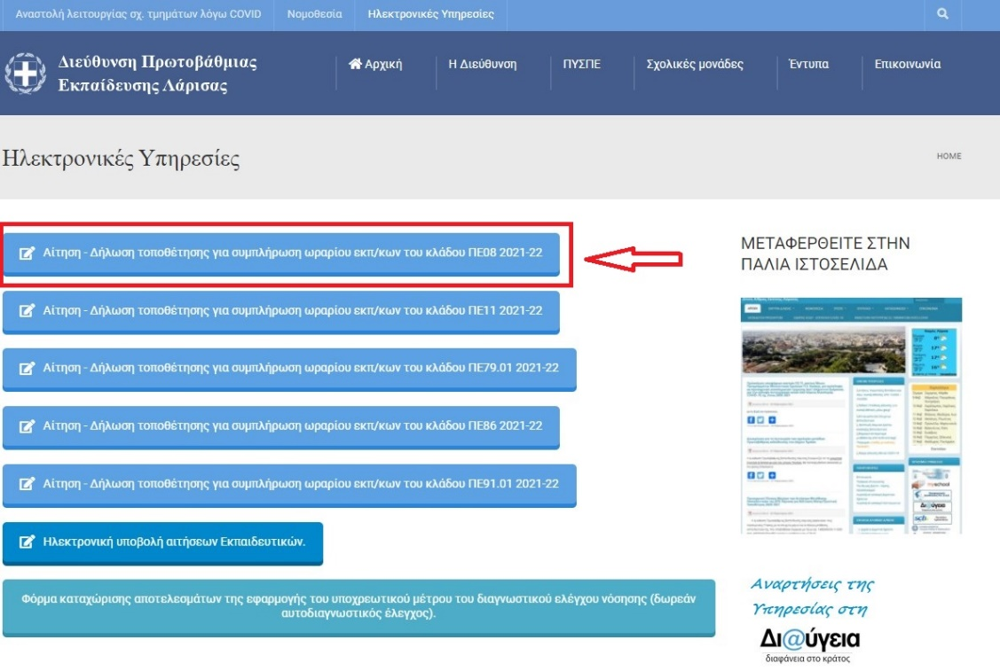 Αναστολή λειτουργίας σχ. τμημάτων λόγω COVID Νομοθεσία Ηλεκτρονικές Υπηρεσίες
Διεύθυνση Πρωτοβάθμιας
Εκπαίδευσης Λάρισας
Αρχική Η Διεύθυνση ΠΥΣΠΕ Σχολικές μονάδες Έντυπα Επικοινωνία
Ηλεκτρονικές Υπηρεσίες
HOME
Αίτηση - Δήλωση τοποθέτησης για συμπλήρωση ωραρίου εκπ/κων του κλάδου ΠΕ08 2021-22
Αίτηση - Δήλωση τοποθέτησης για συμπλήρωση ωραρίου εκπ/κων του κλάδου ΠΕ11 2021-22
Αίτηση - Δήλωση τοποθέτησης για συμπλήρωση ωραρίου εκπ/κων του κλάδου ΠΕ79.01 2021-22
Αίτηση - Δήλωση τοποθέτησης για συμπλήρωση ωραρίου εκπ/κων του κλάδου ΠΕ86 2021-22
Αίτηση - Δήλωση τοποθέτησης για συμπλήρωση ωραρίου εκπ/κων του κλάδου ΠΕ91.01 2021-22
Ηλεκτρονική υποβολή αιτήσεων Εκπαιδευτικών.
Φόρμα καταχώρισης αποτελεσμάτων της εφαρμογής του υποχρεωτικού μέτρου του διαγνωστικού ελέγχου νόσησης (δωρεάν
αυτοδιαγνωστικός έλεγχος).
ΜΕΤΑΦΕΡΘΕΙΤΕ ΣΤΗΝ
ΠΑΛΙΑ ΙΣΤΟΣΕΛΙΔΑ
myschool
Δι@ύγεια
Αναρτήσεις της
Υπηρεσίας στη
Δι@ύγεια
διαφάνεια στο κράτος